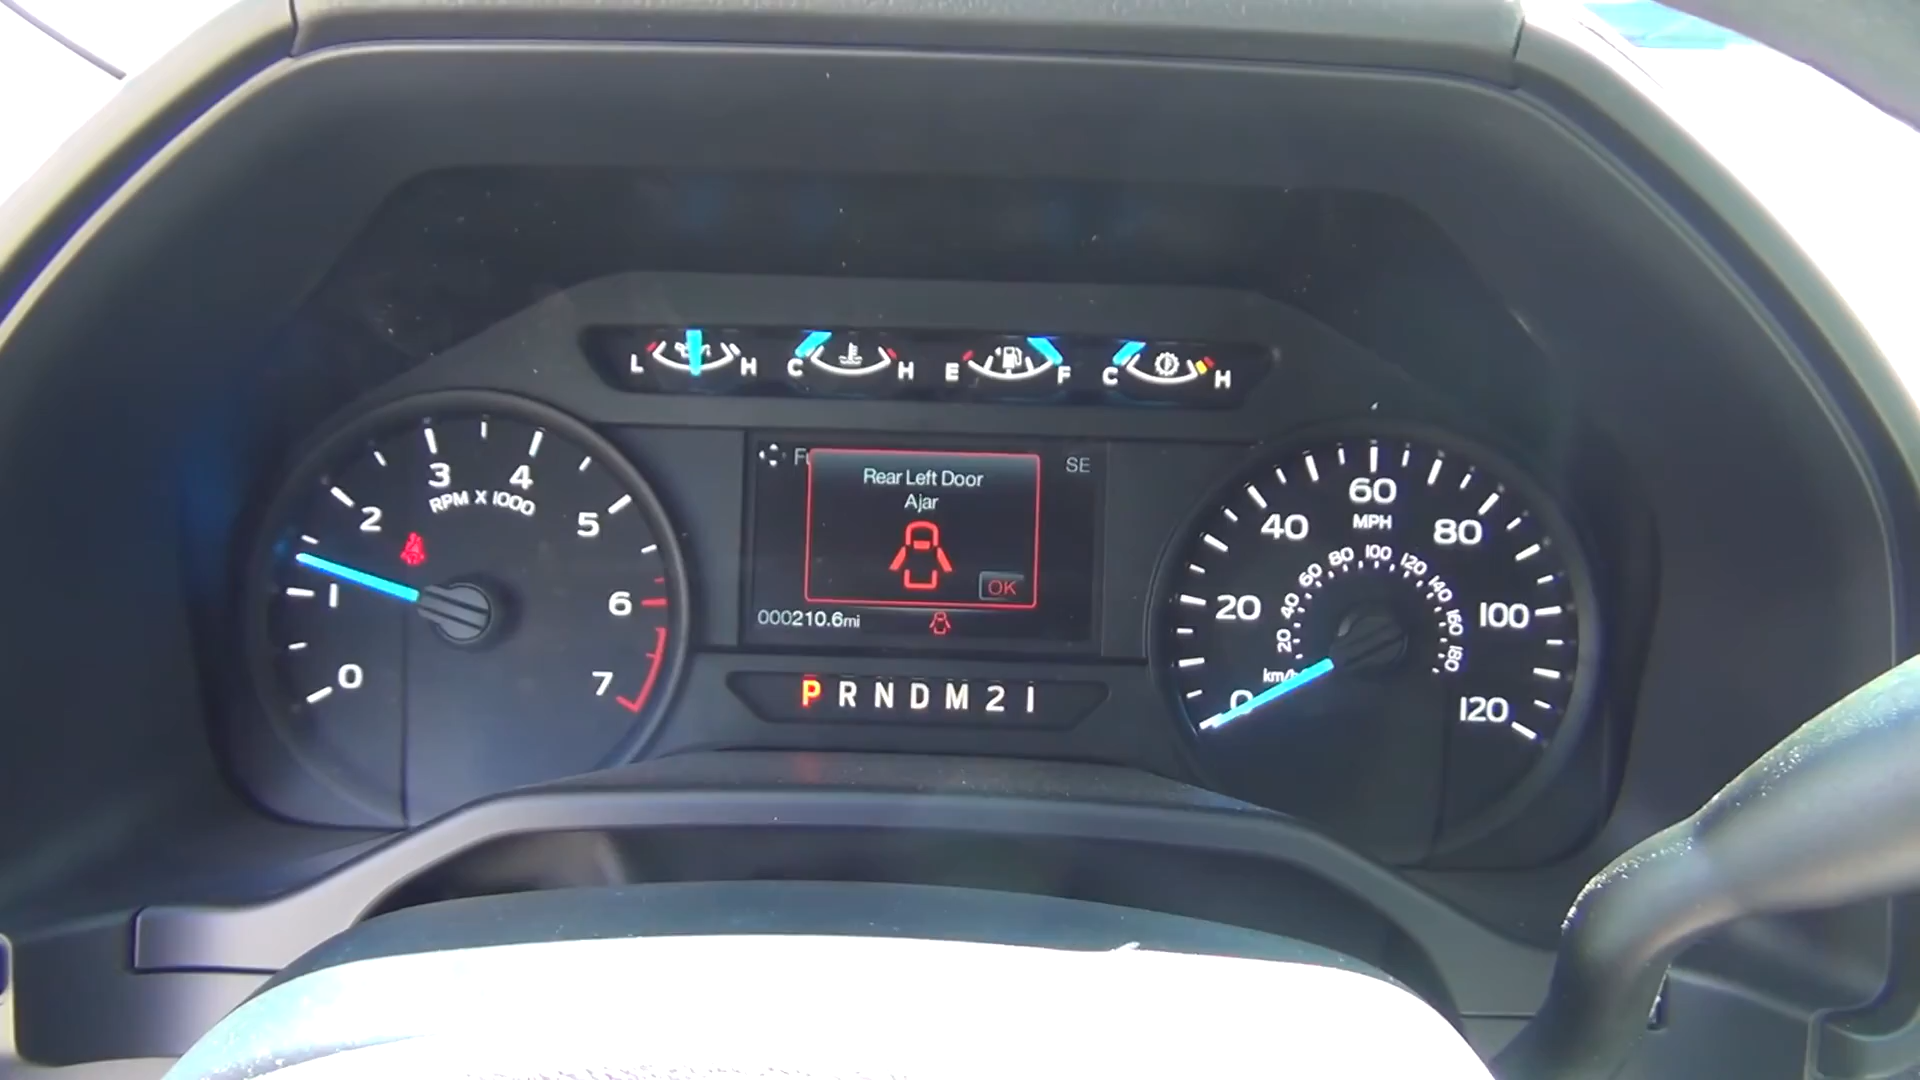 L H C H E F C H
3 4
RPM X 1000
2 5
1 6
0 7
SE
Rear Left Door
Ajar
OK
000210.6mi
P R N D M 2 1
60
MPH
40 80
20 100
0 120
20 40 60 80 100 120 140 160 180